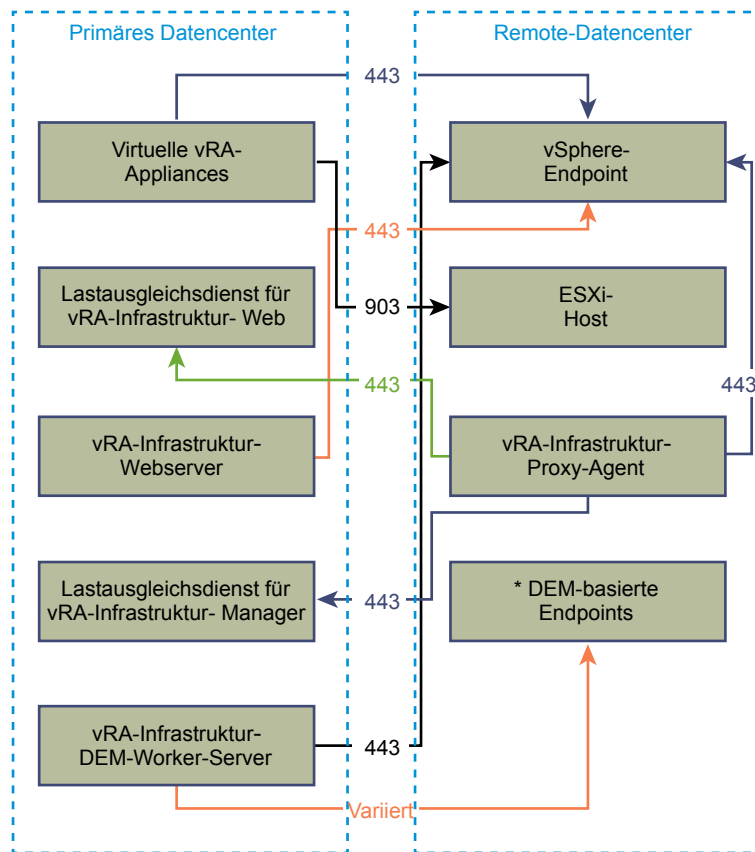 Primäres Datencenter
Remote-Datencenter
443
Virtuelle vRA-
Appliances
vSphere-
Endpoint
443
Lastausgleichsdienst für
vRA-Infrastruktur- Web
903
ESXi-
Host
443
443
vRA-Infrastruktur-
Webserver
vRA-Infrastruktur-
Proxy-Agent
Lastausgleichsdienst für
vRA-Infrastruktur- Manager
443
* DEM-basierte
Endpoints
vRA-Infrastruktur-
DEM-Worker-Server
443
Variiert